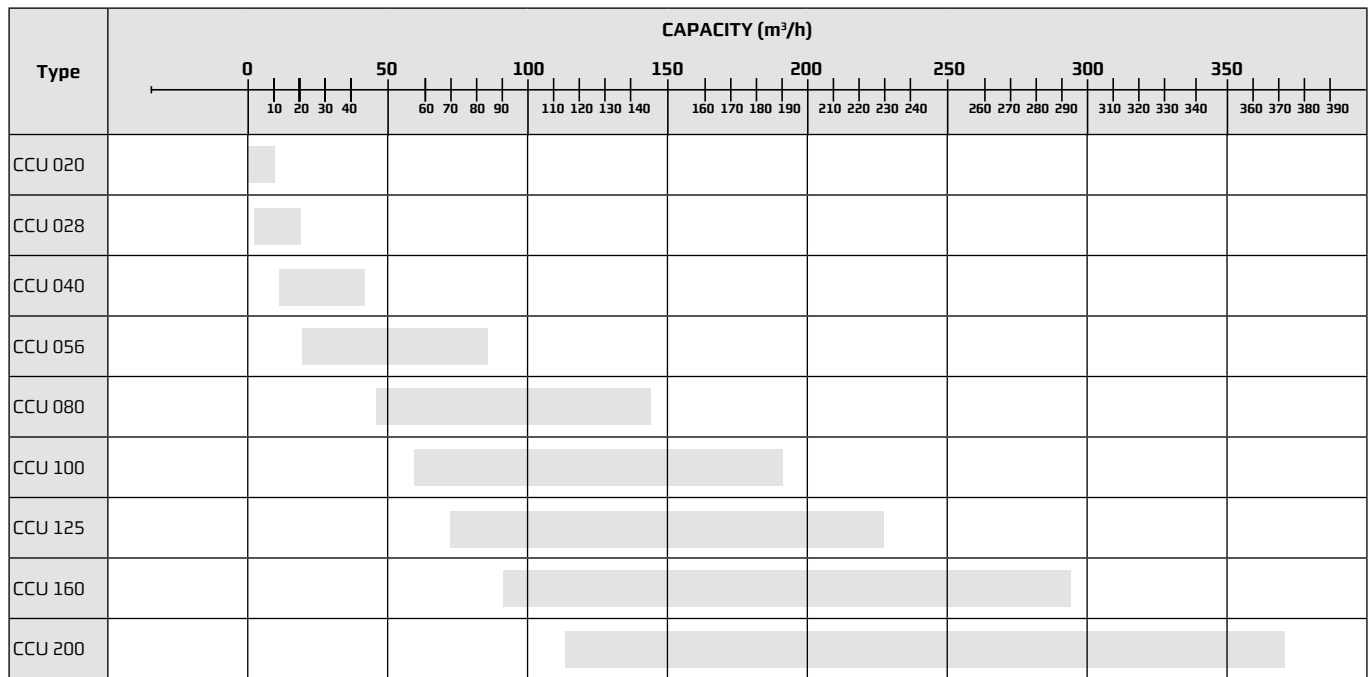 CAPACITY (m³/h)
Type
0 50 100 150 200 250 300 350
10 20 30 40 60 70 80 90 110 120 130 140 160 170 180 190 210 220 230 240 260 270 280 290 310 320 330 340 360 370 380 390
CCU 020
CCU 028
CCU 040
CCU 056
CCU 080
CCU 100
CCU 125
CCU 160
CCU 200